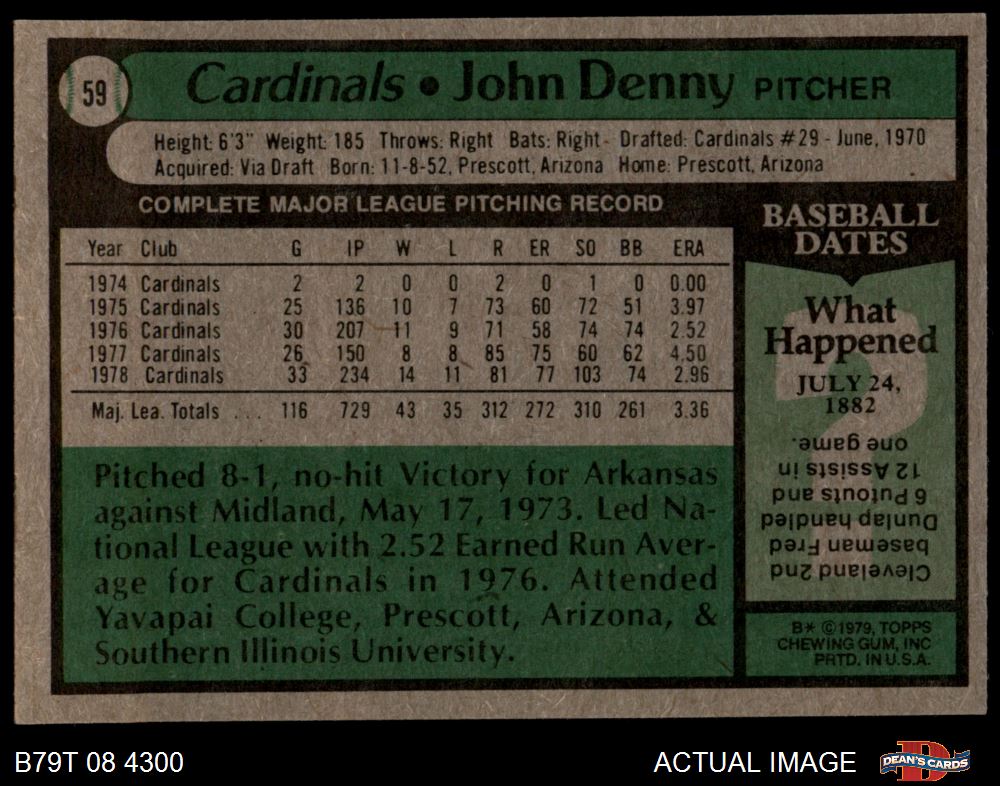 59
Cardinals • John Denny PITCHER
Height: 6'3" Weight: 185 Throws: Right Bats: Right - Drafted: Cardinals #29 - June, 1970
Acquired: Via Draft Born: 11-8-52, Prescott, Arizona Home: Prescott, Arizona
COMPLETE MAJOR LEAGUE PITCHING RECORD
Year Club G IP W L R ER SO BB ERA
1974 Cardinals 2 2 0 0 2 0 1 0 0.00
1975 Cardinals 25 136 10 7 73 60 72 51 3.97
1976 Cardinals 30 207 11 9 71 58 74 74 2.52
1977 Cardinals 26 150 8 8 85 75 60 62 4.50
1978 Cardinals 33 234 14 11 81 77 103 74 2.96
Maj. Lea. Totals . . . 116 729 43 35 312 272 310 261 3.36
Pitched 8-1, no-hit Victory for Arkansas
against Midland, May 17, 1973. Led Na-
tional League with 2.52 Earned Run Aver-
age for Cardinals in 1976. Attended
Yavapai College, Prescott, Arizona, &
Southern Illinois University.
BASEBALL
DATES
What
Happened
JULY 24,
1882
Cleveland 2nd
baseman Fred
Dunlap handled
6 Putouts and
12 Assists in
one game.
B* ©1979, TOPPS
CHEWING GUM, INC
PRTD. IN U.S.A.
B79T 08 4300
ACTUAL IMAGE
D
DEAN'S CARDS